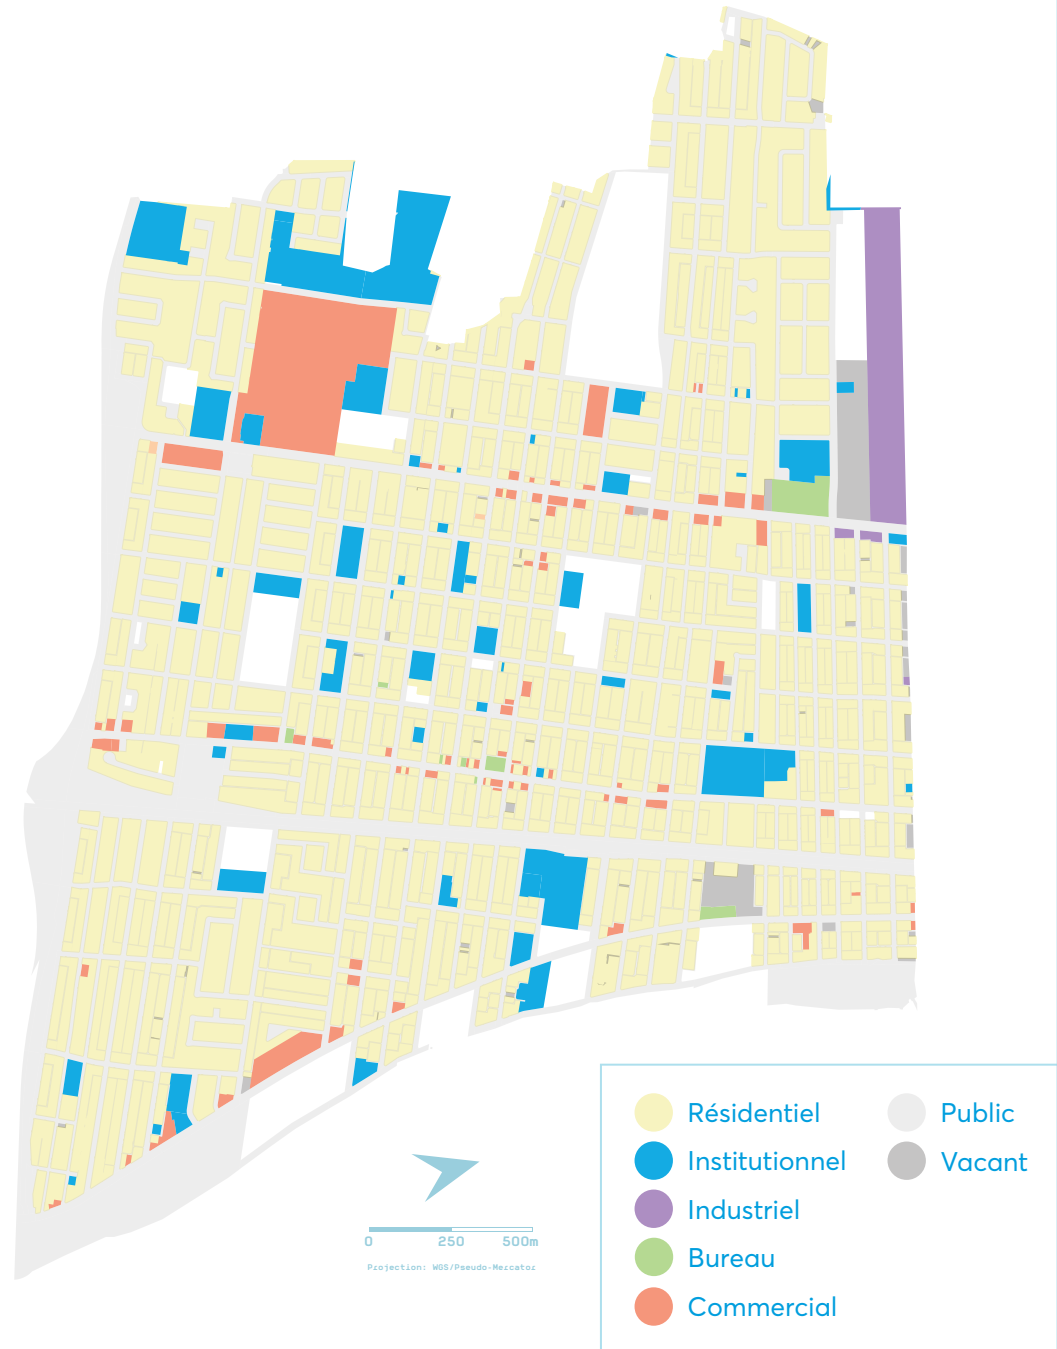 0 250 500m
Projection: WGS/Pseudo-Mercator
Résidentiel
Institutionnel
Industriel
Bureau
Commercial
Public
Vacant